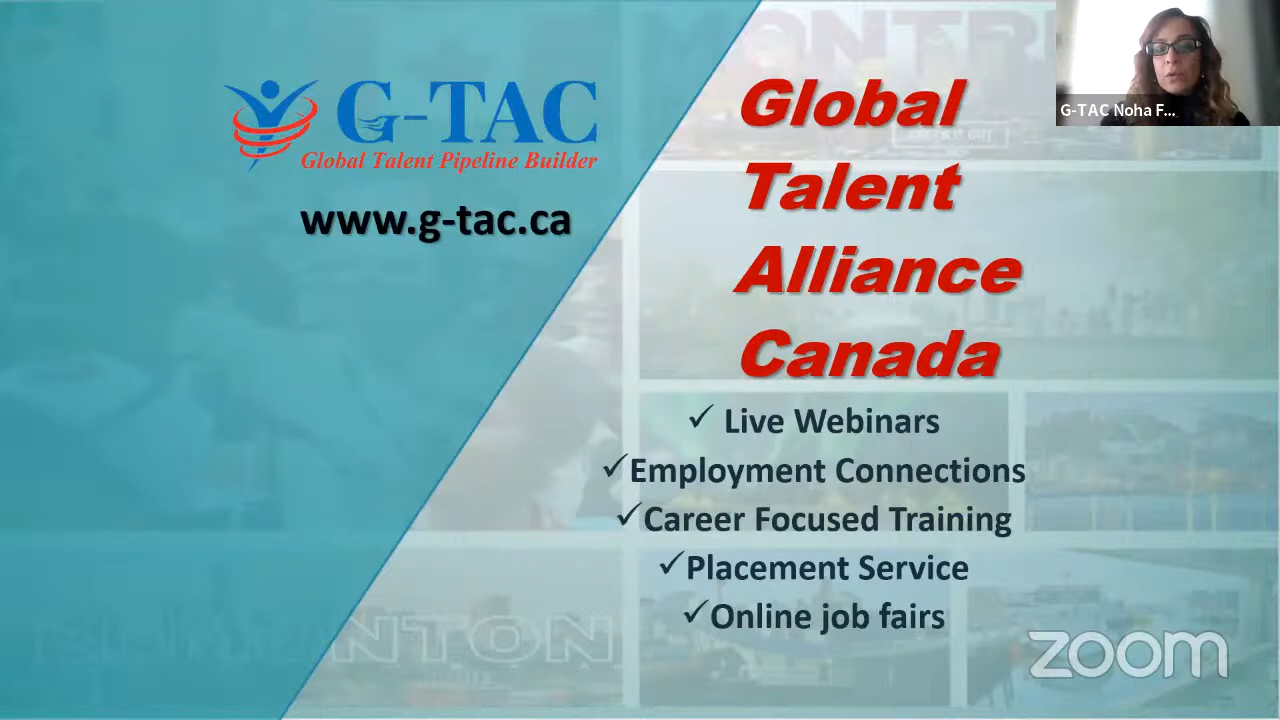 MONTR
G-TAC Noha F...
G-TAC
Global Talent Pipeline Builder
www.g-tac.ca
Global
Talent
Alliance
Canada
✓ Live Webinars
✓Employment Connections
✓Career Focused Training
✓Placement Service
✓Online job fairs
zoom